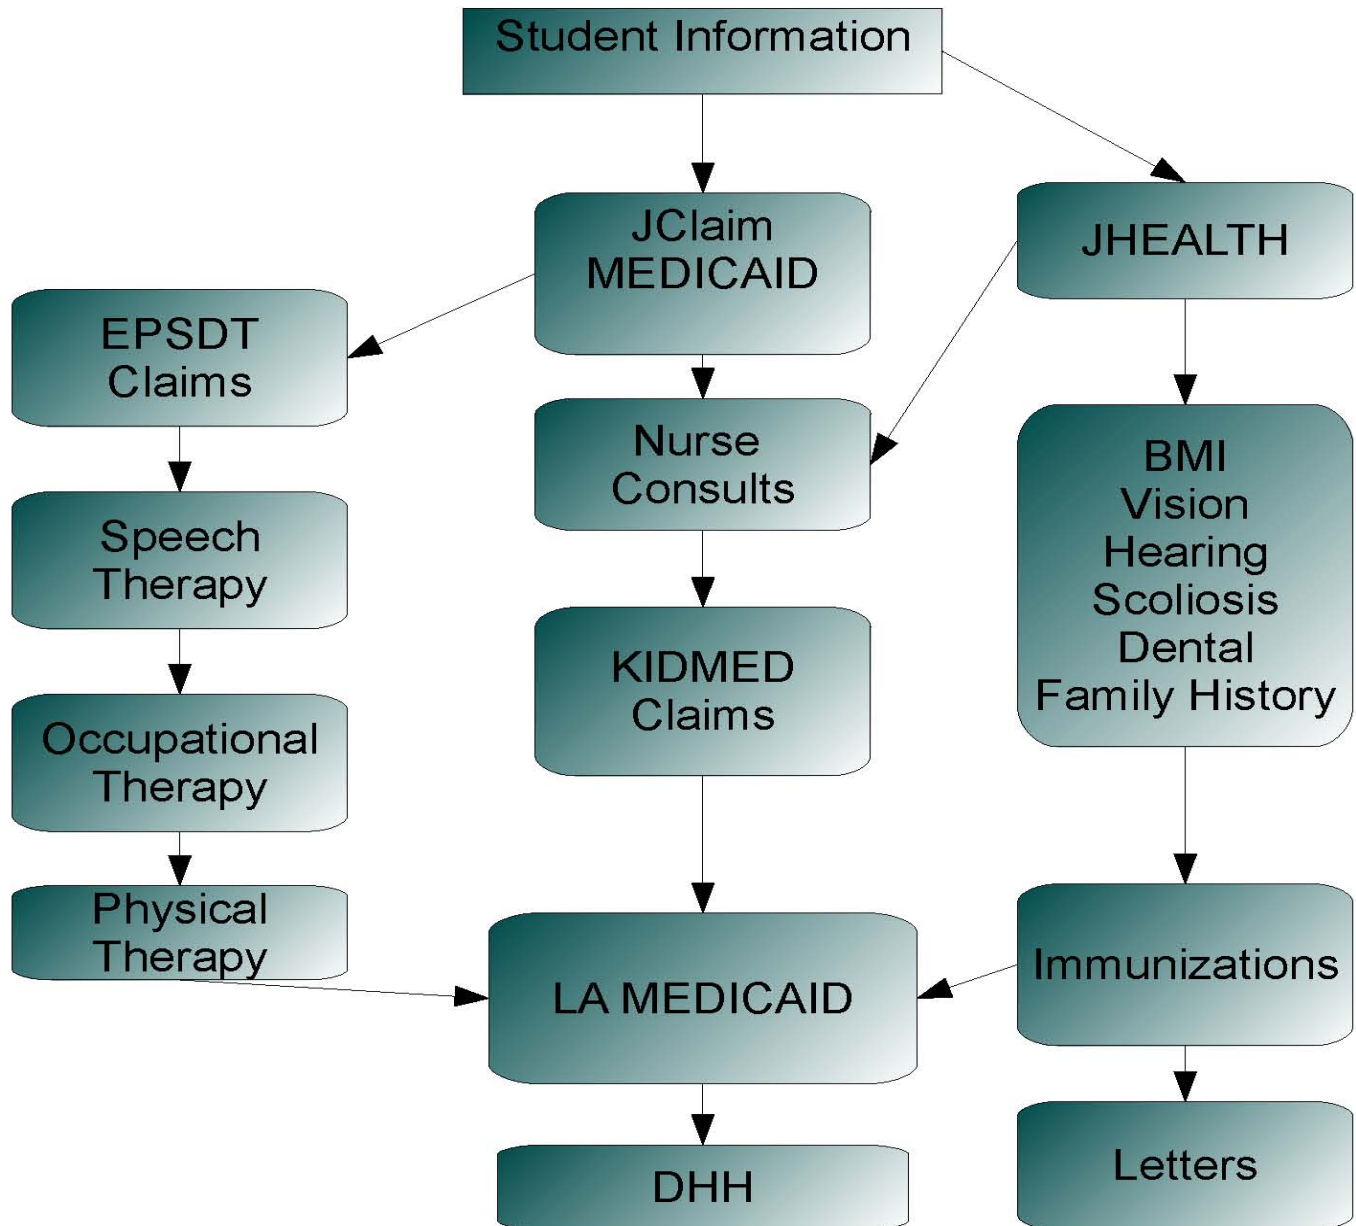 Student Information
JClaim
MEDICAID
JHEALTH
EPSDT
Claims
Nurse
Consults
BMI
Vision
Hearing
Scoliosis
Dental
Family History
Speech
Therapy
KIDMED
Claims
Occupational
Therapy
Physical
Therapy
LA MEDICAID
Immunizations
DHH
Letters